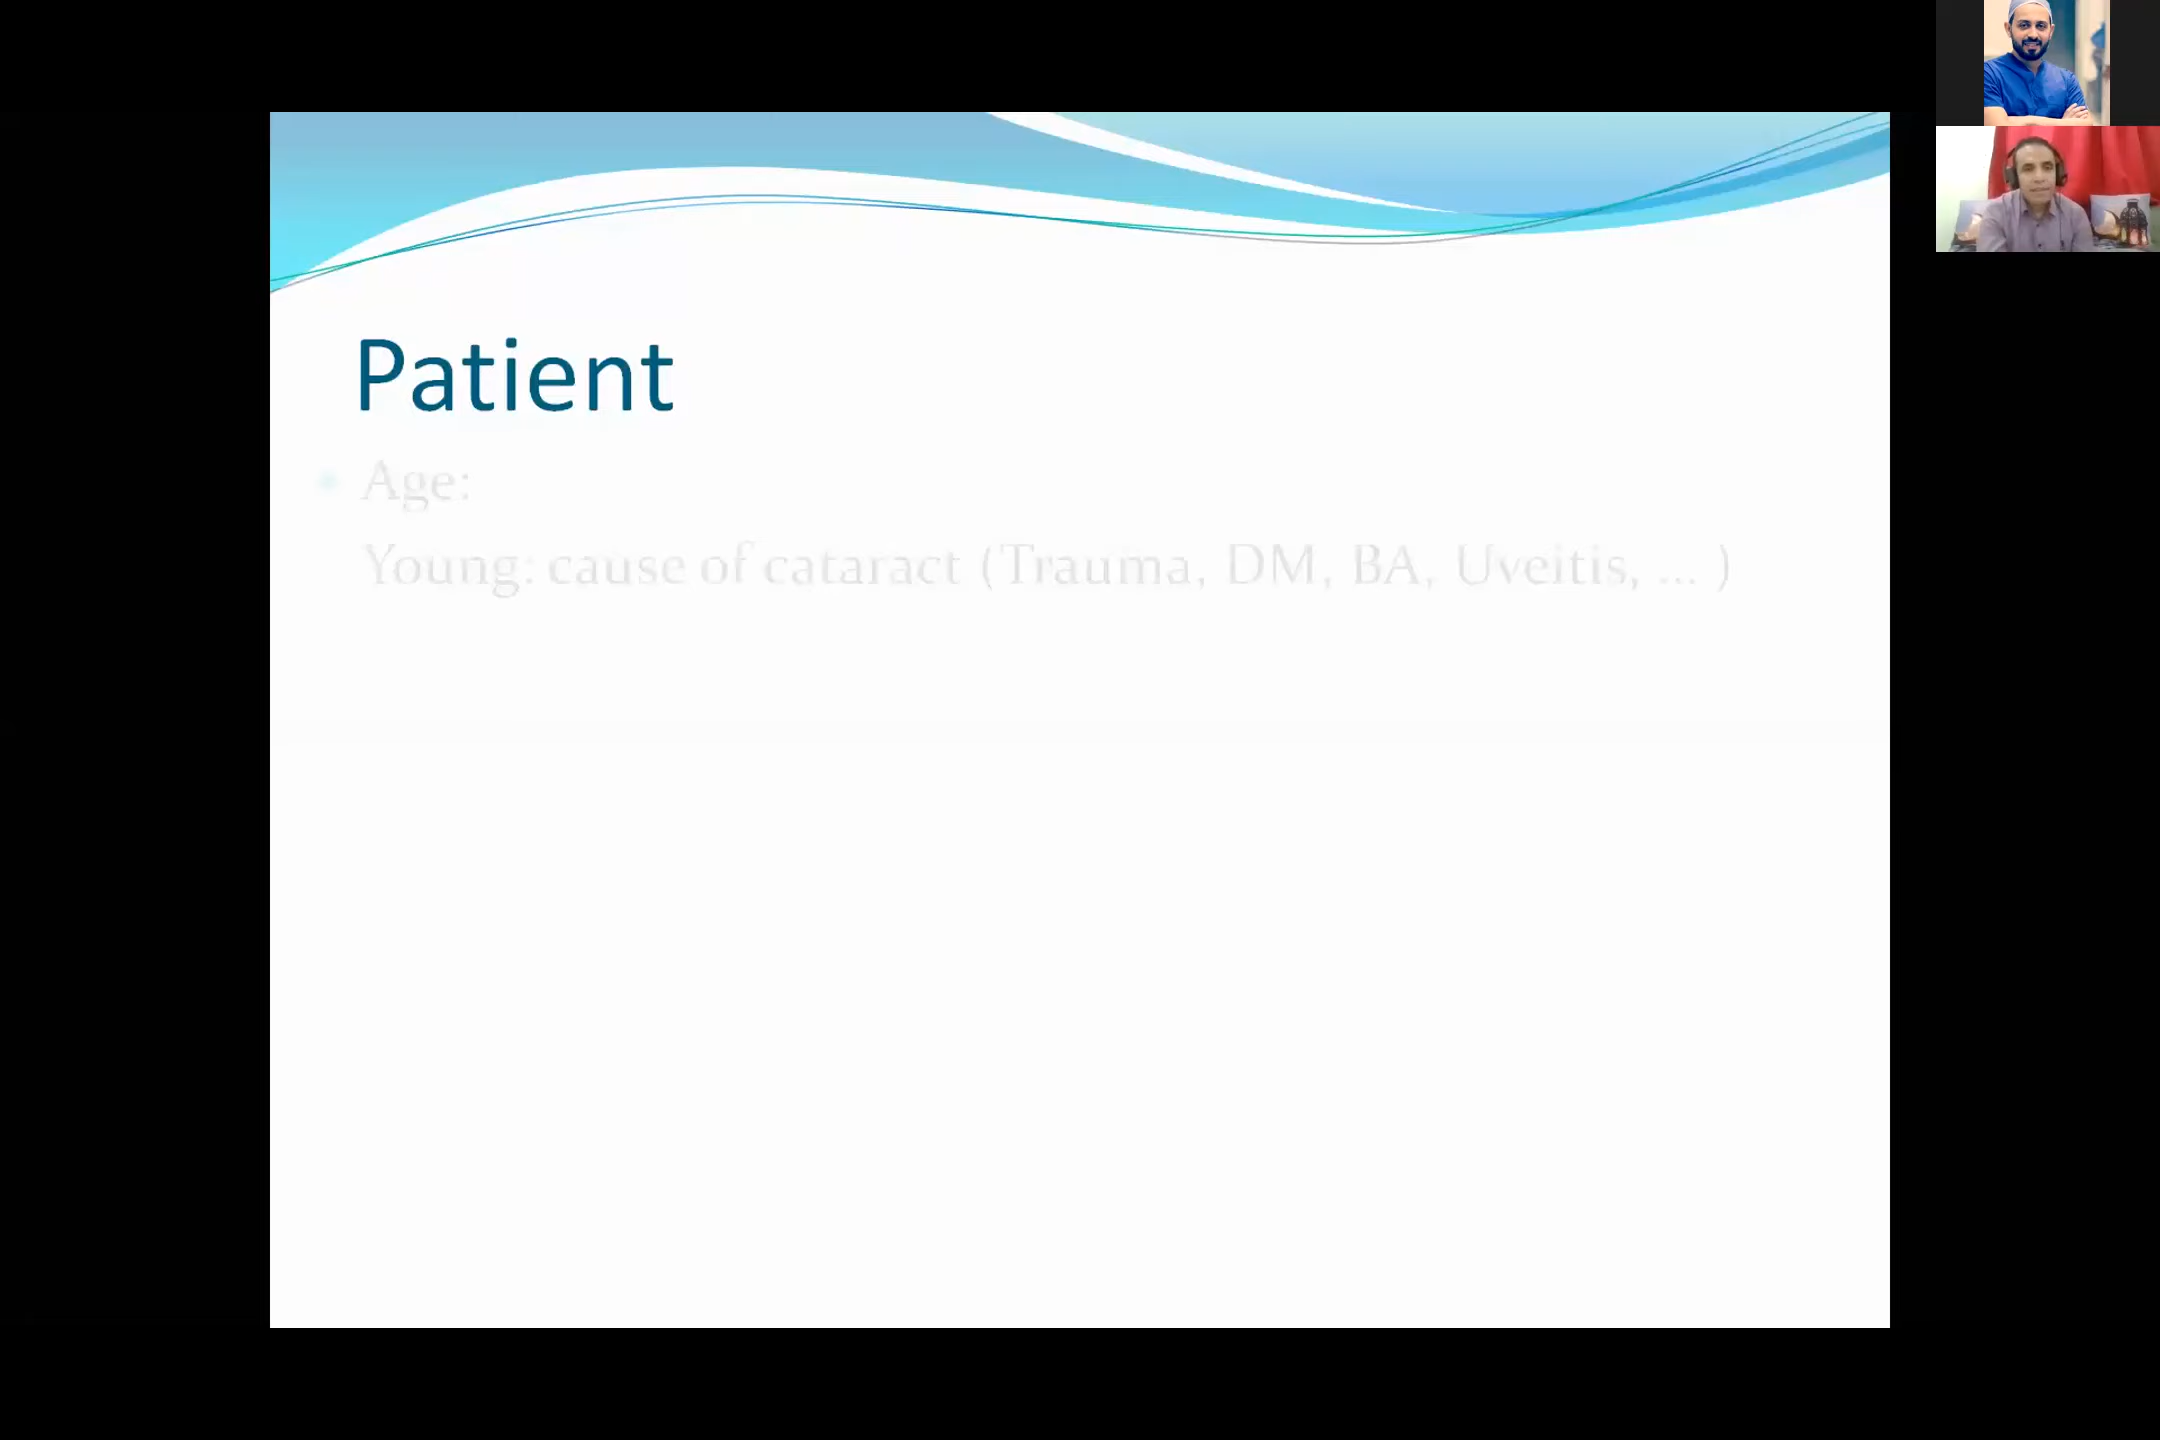 Patient
Age:
Young: cause of cataract (Trauma, DM, BA, Uveitis, ... )